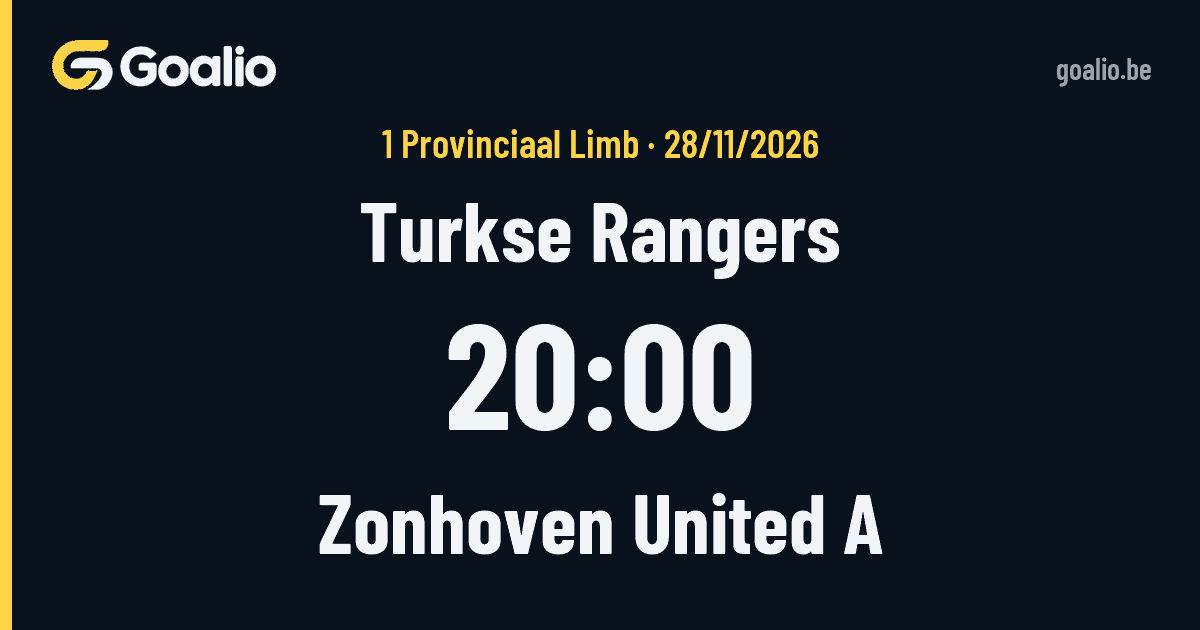 Goalio
goalio.be
1 Provinciaal Limb · 28/11/2026
Turkse Rangers
20:00
Zonhoven United A